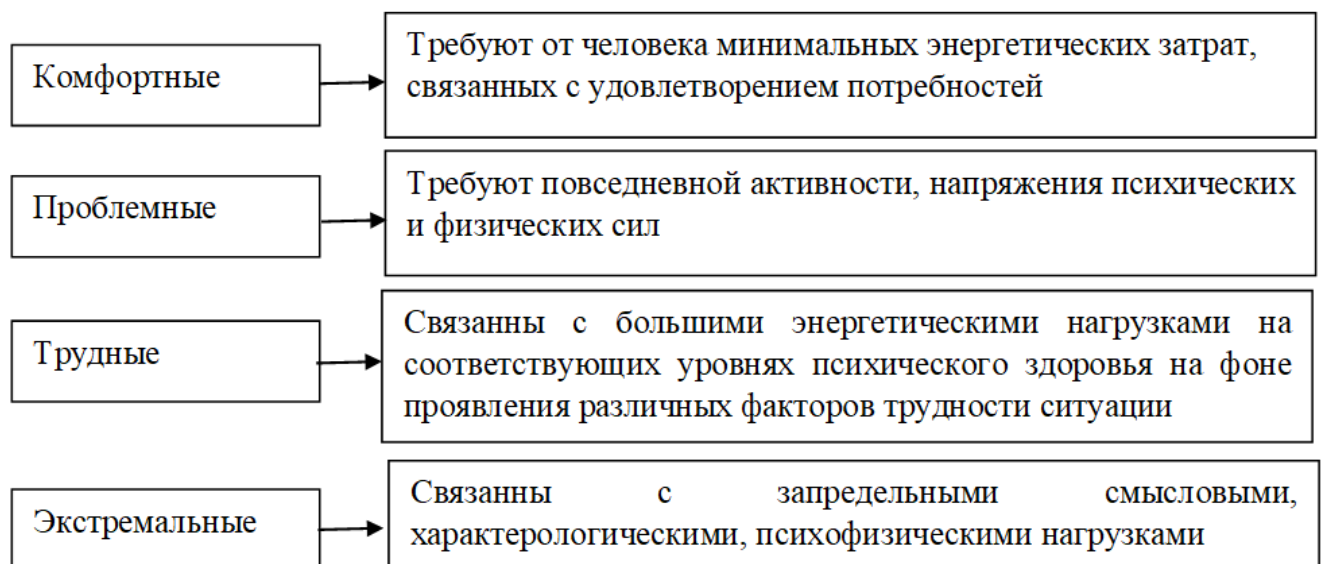 Комфортные
Требуют от человека минимальных энергетических затрат,
связанных с удовлетворением потребностей
Проблемные
Требуют повседневной активности, напряжения психических
и физических сил
Трудные
Связанны с большими энергетическими нагрузками на
соответствующих уровнях психического здоровья на фоне
проявления различных факторов трудности ситуации
Экстремальные
Связанны с запредельными смысловыми,
характерологическими, психофизическими нагрузками